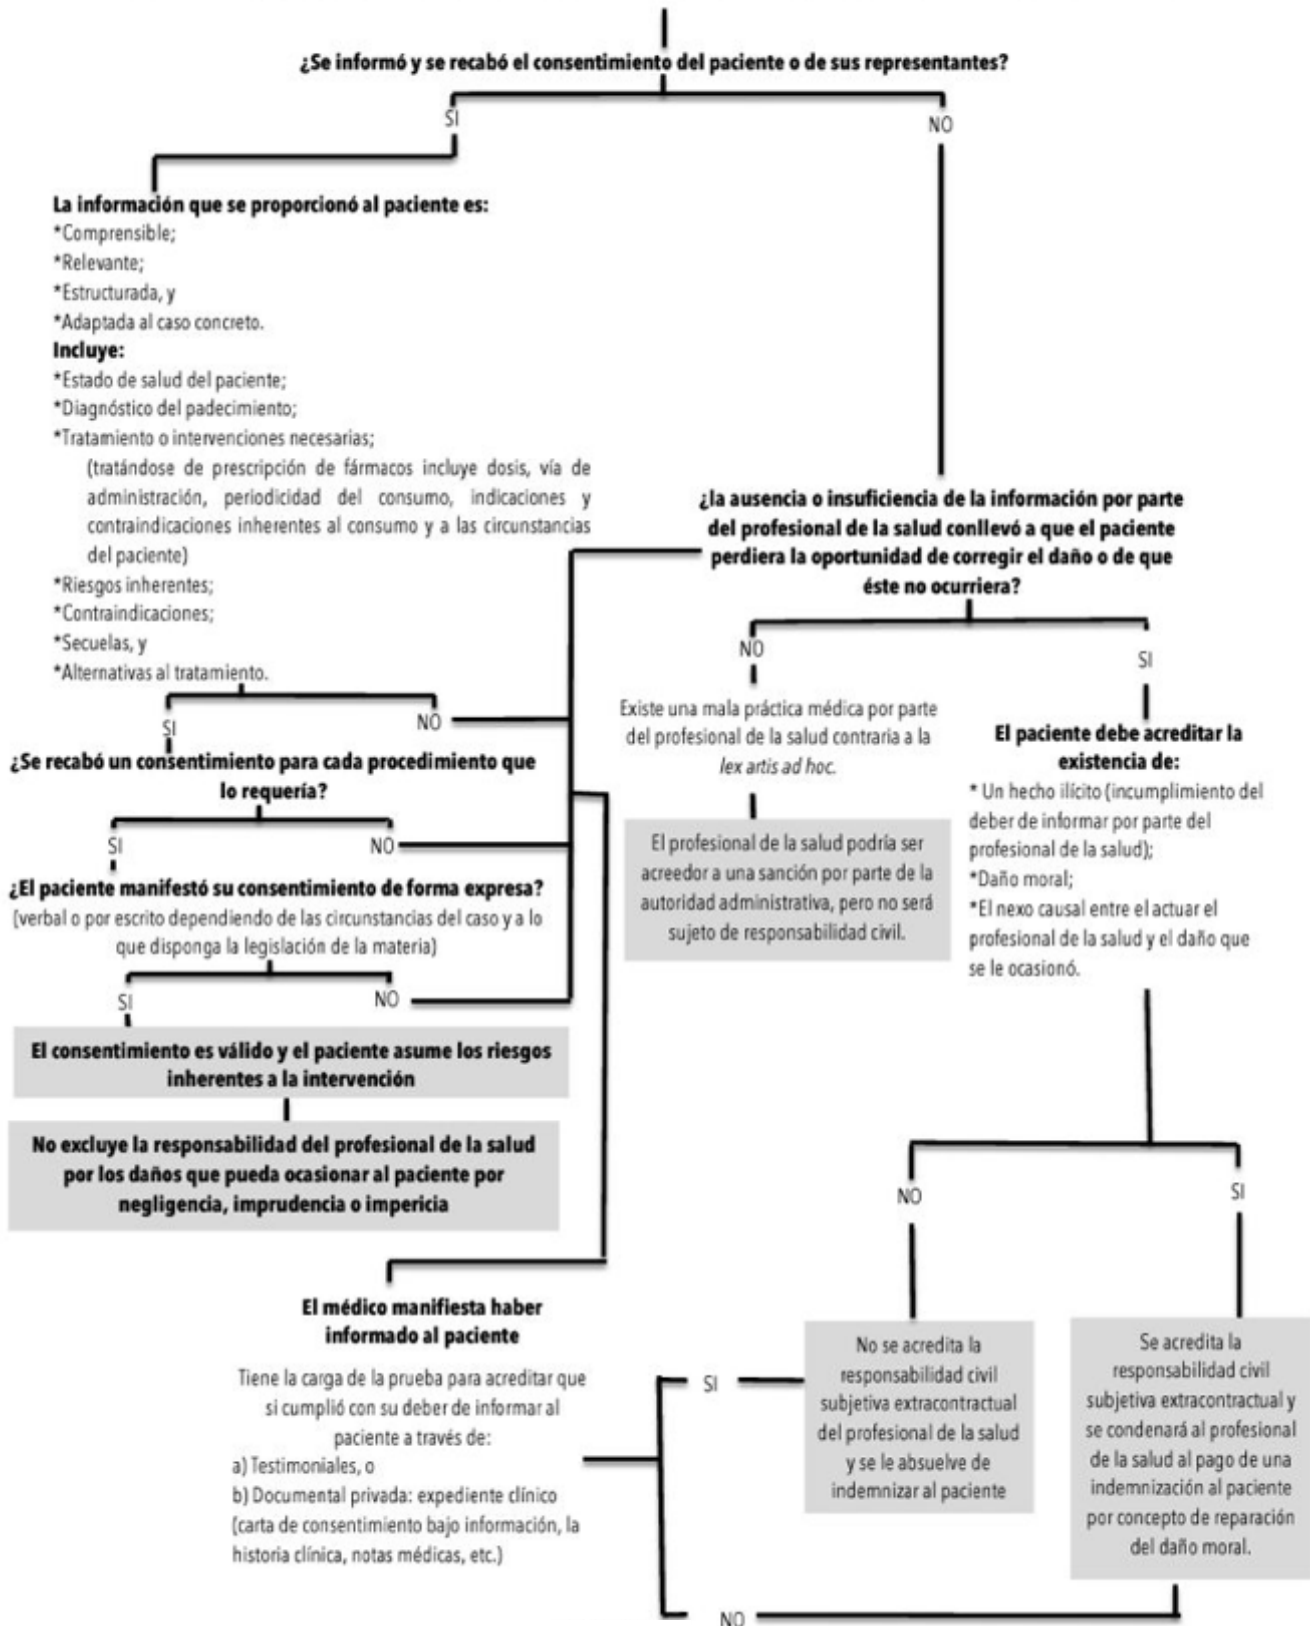 ¿Se informó y se recabó el consentimiento del paciente o de sus representantes?
SI
NO
La información que se proporcionó al paciente es:
*Comprensible;
*Relevante;
*Estructurada, y
*Adaptada al caso concreto.
Incluye:
*Estado de salud del paciente;
*Diagnóstico del padecimiento;
*Tratamiento o intervenciones necesarias;
(tratándose de prescripción de fármacos incluye dosis, vía de
administración, periodicidad del consumo, indicaciones y
contraindicaciones inherentes al consumo y a las circunstancias
del paciente)
*Riesgos inherentes;
*Contraindicaciones;
*Secuelas, y
*Alternativas al tratamiento.
SI
NO
¿Se recabó un consentimiento para cada procedimiento que
lo requería?
SI
NO
¿El paciente manifestó su consentimiento de forma expresa?
(verbal o por escrito dependiendo de las circunstancias del caso y a lo
que disponga la legislación de la materia)
SI
NO
El consentimiento es válido y el paciente asume los riesgos
inherentes a la intervención
No excluye la responsabilidad del profesional de la salud
por los daños que pueda ocasionar al paciente por
negligencia, imprudencia o impericia
¿la ausencia o insuficiencia de la información por parte
del profesional de la salud conllevó a que el paciente
perdiera la oportunidad de corregir el daño o de que
éste no ocurriera?
NO
SI
Existe una mala práctica médica por parte
del profesional de la salud contraria a la
lex artis ad hoc.
El profesional de la salud podría ser
acreedor a una sanción por parte de la
autoridad administrativa, pero no será
sujeto de responsabilidad civil.
El paciente debe acreditar la
existencia de:
* Un hecho ilícito (incumplimiento del
deber de informar por parte del
profesional de la salud);
*Daño moral;
*El nexo causal entre el actuar el
profesional de la salud y el daño que
se le ocasionó.
NO
SI
El médico manifiesta haber
informado al paciente
Tiene la carga de la prueba para acreditar que
si cumplió con su deber de informar al
paciente a través de:
a) Testimoniales, o
b) Documental privada: expediente clínico
(carta de consentimiento bajo información, la
historia clínica, notas médicas, etc.)
SI
NO
No se acredita la
responsabilidad civil
subjetiva extracontractual
del profesional de la salud
y se le absuelve de
indemnizar al paciente
Se acredita la
responsabilidad civil
subjetiva extracontractual y
se condenará al profesional
de la salud al pago de una
indemnización al paciente
por concepto de reparación
del daño moral.